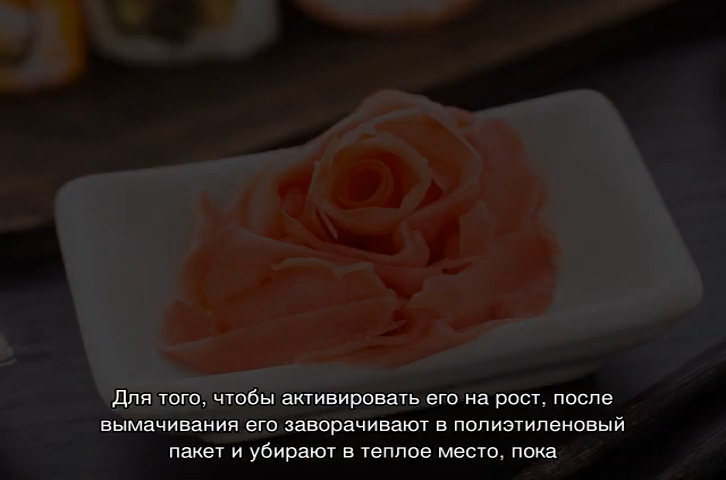 Для того, чтобы активировать его на рост, после
вымачивания его заворачивают в полиэтиленовый
пакет и убирают в теплое место, пока